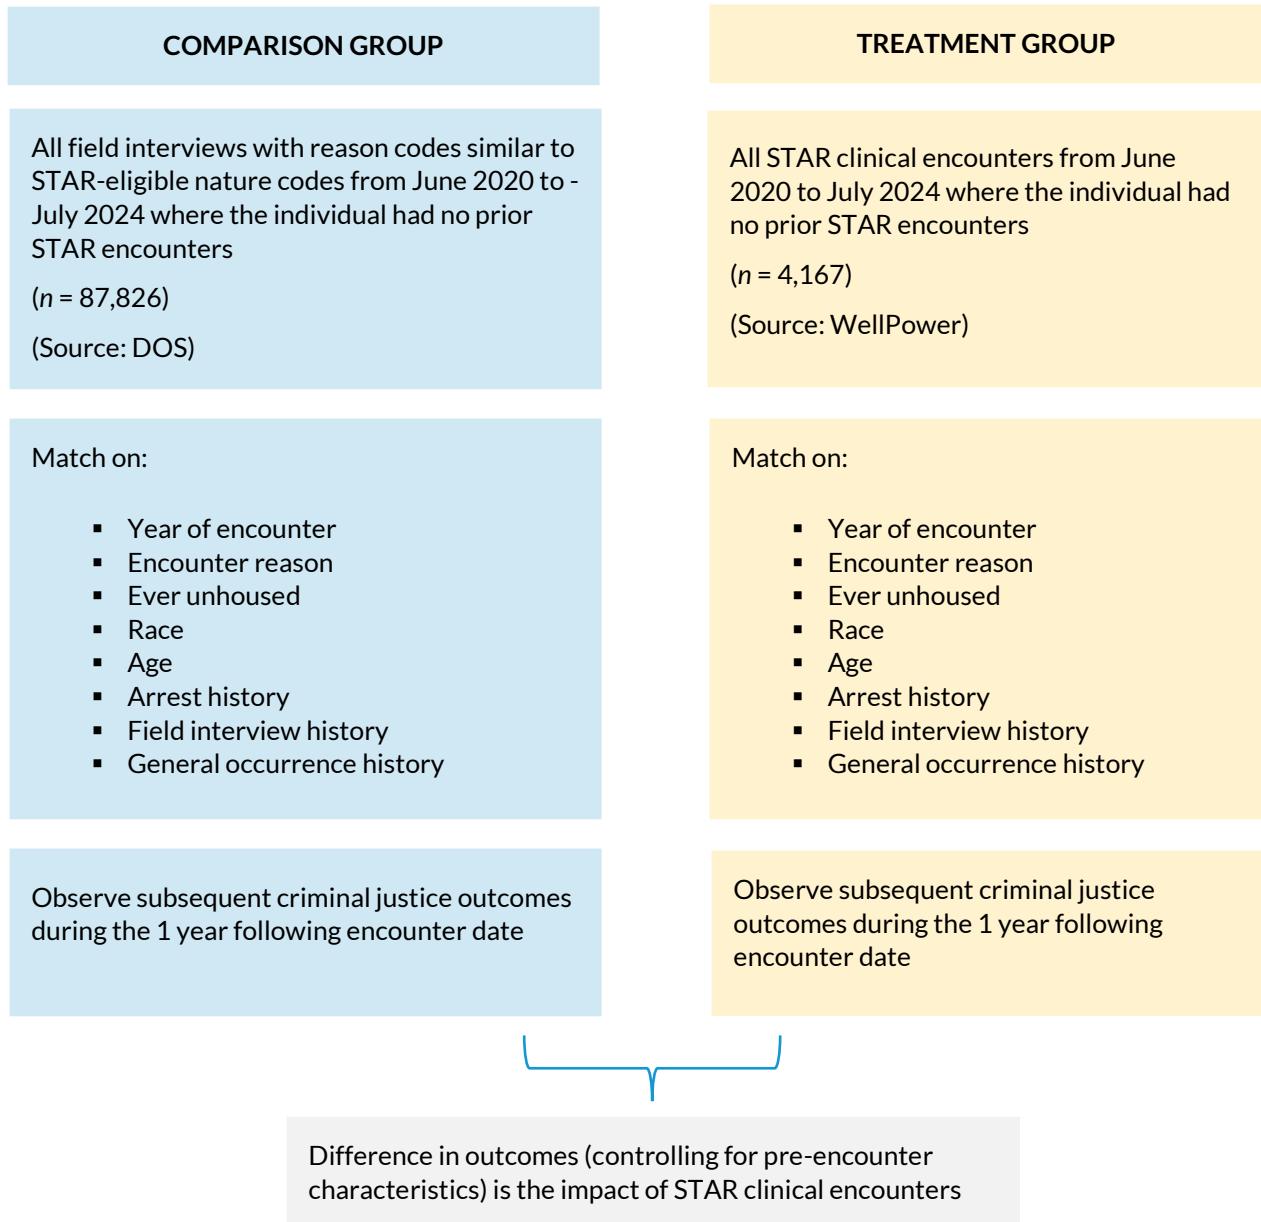 COMPARISON GROUP
All field interviews with reason codes similar to
STAR-eligible nature codes from June 2020 to -
July 2024 where the individual had no prior
STAR encounters
(n = 87,826)
(Source: DOS)
Match on:
▪ Year of encounter
▪ Encounter reason
▪ Ever unhoused
▪ Race
▪ Age
▪ Arrest history
▪ Field interview history
▪ General occurrence history
Observe subsequent criminal justice outcomes
during the 1 year following encounter date
TREATMENT GROUP
All STAR clinical encounters from June
2020 to July 2024 where the individual had
no prior STAR encounters
(n = 4,167)
(Source: WellPower)
Match on:
▪ Year of encounter
▪ Encounter reason
▪ Ever unhoused
▪ Race
▪ Age
▪ Arrest history
▪ Field interview history
▪ General occurrence history
Observe subsequent criminal justice
outcomes during the 1 year following
encounter date
Difference in outcomes (controlling for pre-encounter
characteristics) is the impact of STAR clinical encounters